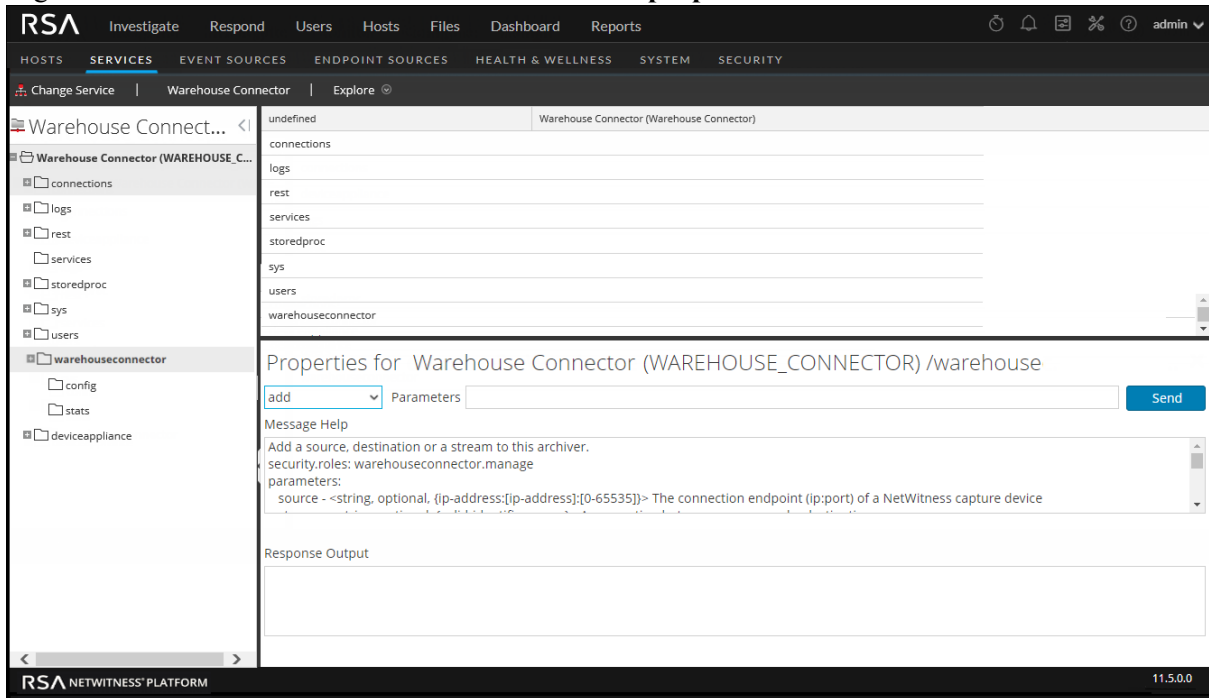 RSA Investigate Respond Users Hosts Files Dashboard Reports admin
HOSTS SERVICES EVENT SOURCES ENDPOINT SOURCES HEALTH & WELLNESS SYSTEM SECURITY
Change Service | Warehouse Connector | Explore
Warehouse Connect...
Warehouse Connector (WAREHOUSE_C...
connections
logs
rest
services
storedproc
sys
users
warehouseconnector
config
stats
deviceappliance
undefined Warehouse Connector (Warehouse Connector)
connections
logs
rest
services
storedproc
sys
users
warehouseconnector
Properties for Warehouse Connector (WAREHOUSE_CONNECTOR) /warehouse
add Parameters Send
Message Help
Add a source, destination or a stream to this archiver.
security.roles: warehouseconnector.manage
parameters:
source - <string, optional, {ip-address:[ip-address]:[0-65535]}> The connection endpoint (ip:port) of a NetWitness capture device
Response Output
RSA NETWITNESS® PLATFORM 11.5.0.0